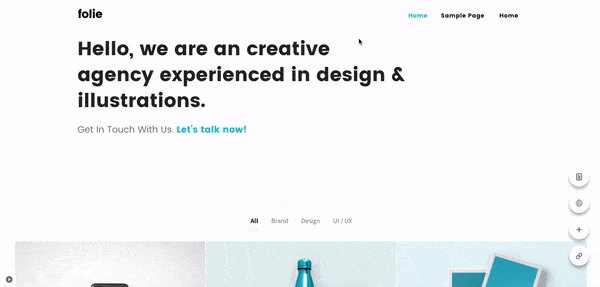 folie
Home Sample Page Home
Hello, we are an creative
agency experienced in design &
illustrations.
Get In Touch With Us. Let's talk now!
All Brand Design UI / UX